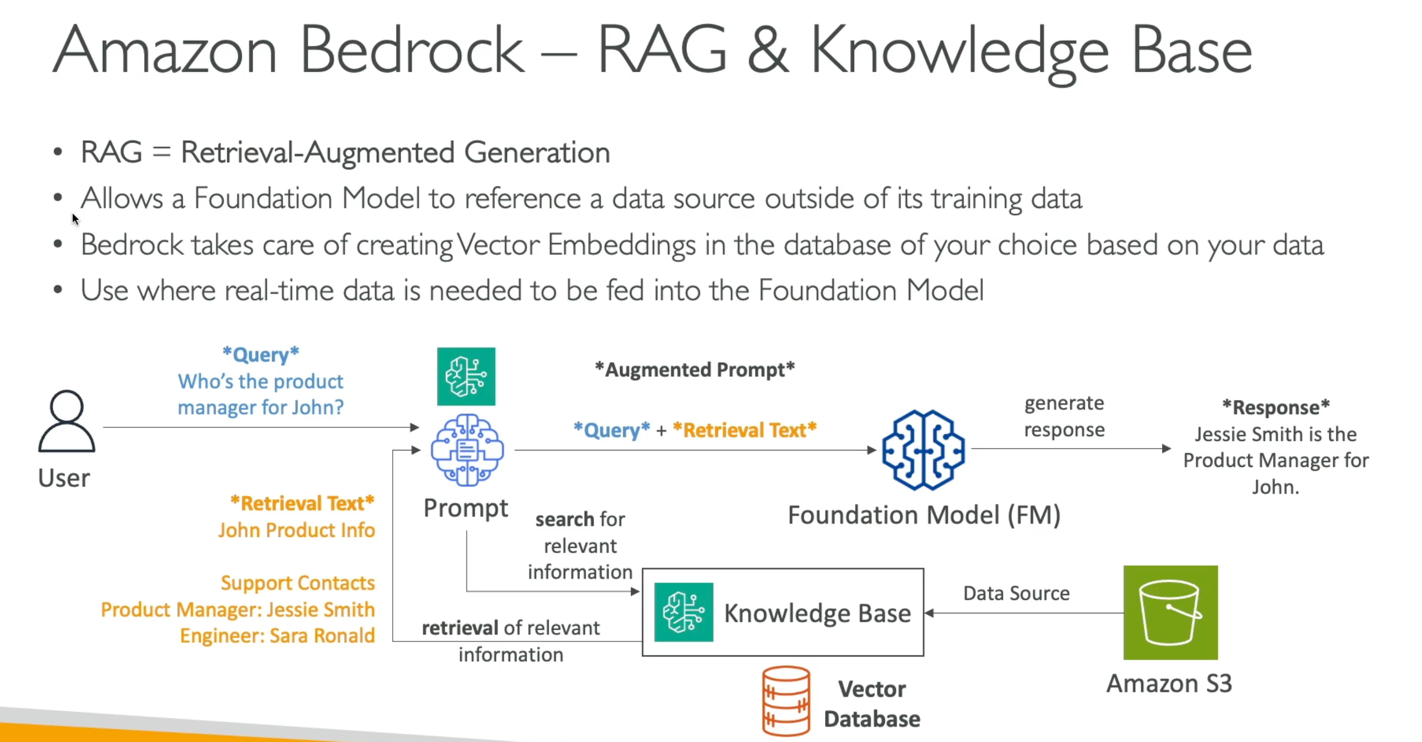 Amazon Bedrock – RAG & Knowledge Base
• RAG = Retrieval-Augmented Generation
• Allows a Foundation Model to reference a data source outside of its training data
• Bedrock takes care of creating Vector Embeddings in the database of your choice based on your data
• Use where real-time data is needed to be fed into the Foundation Model
*Query*
Who's the product
manager for John?
User
*Retrieval Text*
John Product Info
Support Contacts
Product Manager: Jessie Smith
Engineer: Sara Ronald
Prompt
*Augmented Prompt*
*Query* + *Retrieval Text*
search for
relevant
information
retrieval of relevant
information
Foundation Model (FM)
generate
response
*Response*
Jessie Smith is the
Product Manager for
John.
Knowledge Base
Data Source
Amazon S3
Vector
Database